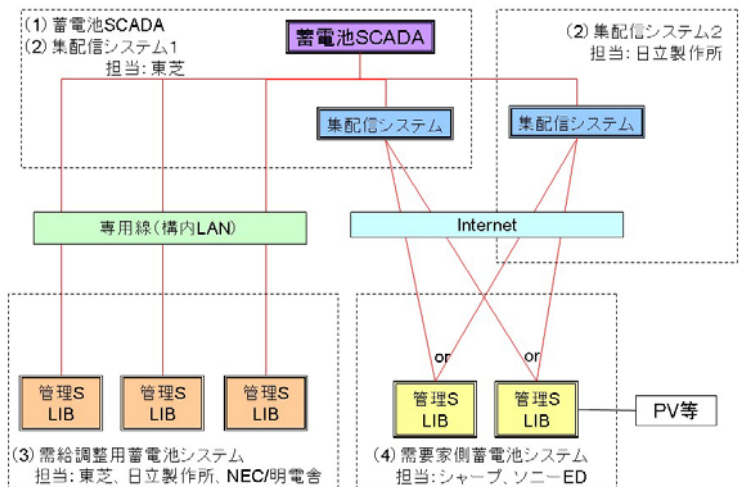 (1) 蓄電池SCADA
(2) 集配信システム1
担当: 東芝
蓄電池SCADA
(2) 集配信システム2
担当: 日立製作所
集配信システム
集配信システム
専用線(構内LAN)
Internet
or
or
管理S
LIB
管理S
LIB
管理S
LIB
管理S
LIB
管理S
LIB
PV等
(3) 需給調整用蓄電池システム
担当: 東芝、日立製作所、NEC/明電舎
(4) 需要家側蓄電池システム
担当: シャープ、ソニーED